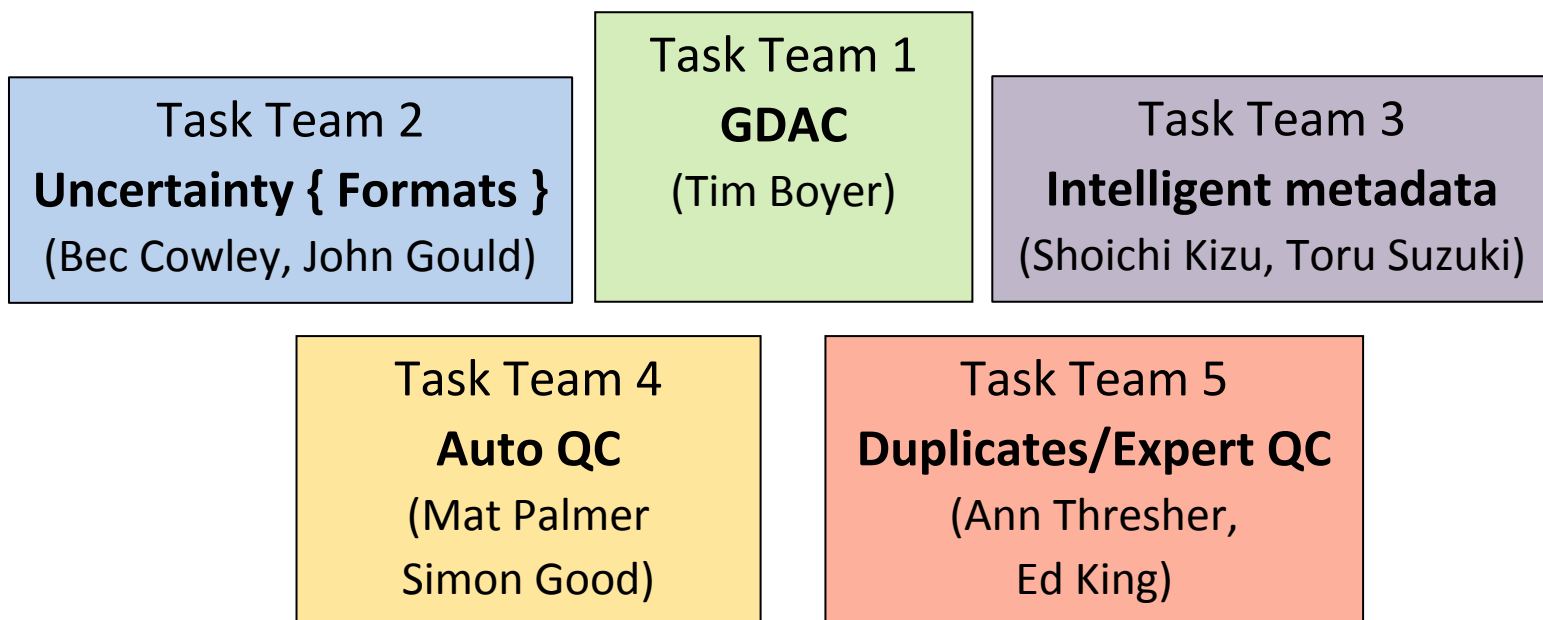 Task Team 1
GDAC
(Tim Boyer)
Task Team 2
Uncertainty { Formats }
(Bec Cowley, John Gould)
Task Team 3
Intelligent metadata
(Shoichi Kizu, Toru Suzuki)
Task Team 4
Auto QC
(Mat Palmer
Simon Good)
Task Team 5
Duplicates/Expert QC
(Ann Thresher,
Ed King)